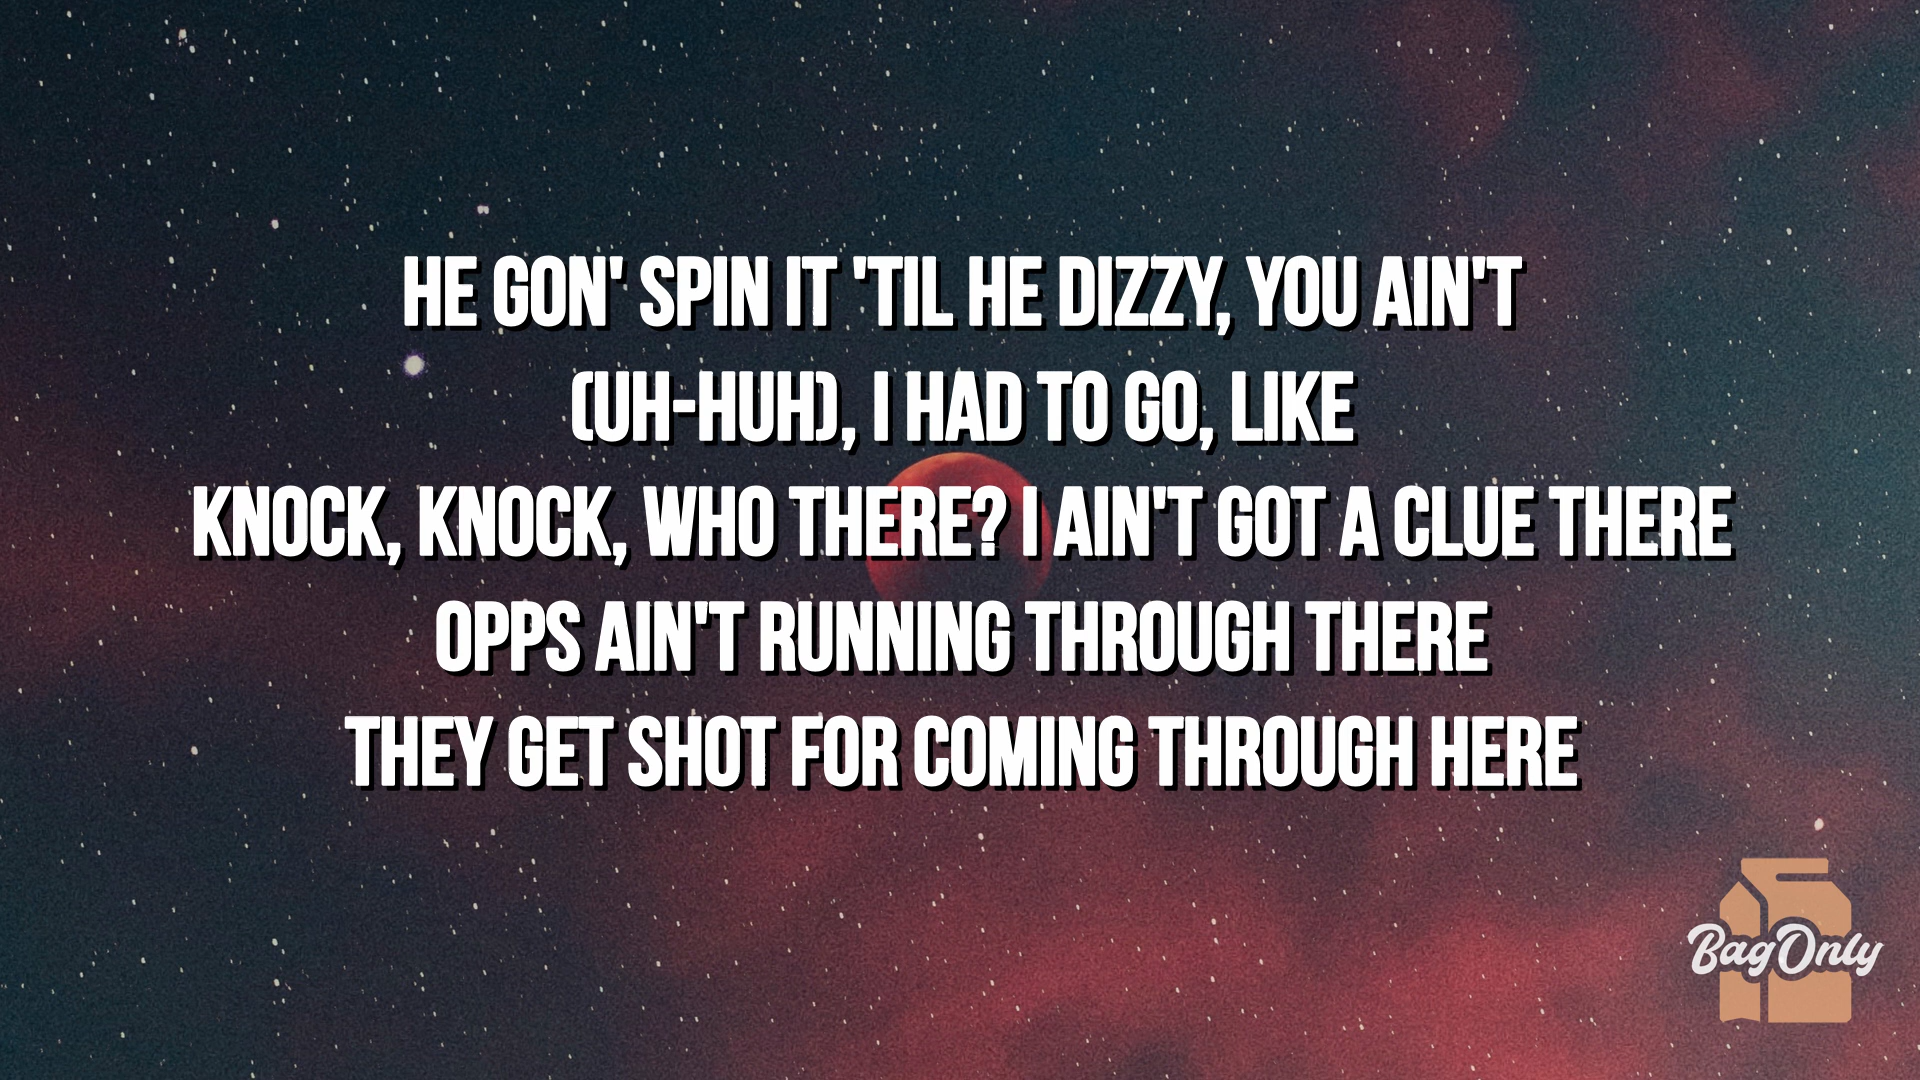 HE GON' SPIN IT 'TIL HE DIZZY, YOU AIN'T
(UH-HUH), I HAD TO GO, LIKE
KNOCK, KNOCK, WHO THERE? I AIN'T GOT A CLUE THERE
OPPS AIN'T RUNNING THROUGH THERE
THEY GET SHOT FOR COMING THROUGH HERE
BagOnly